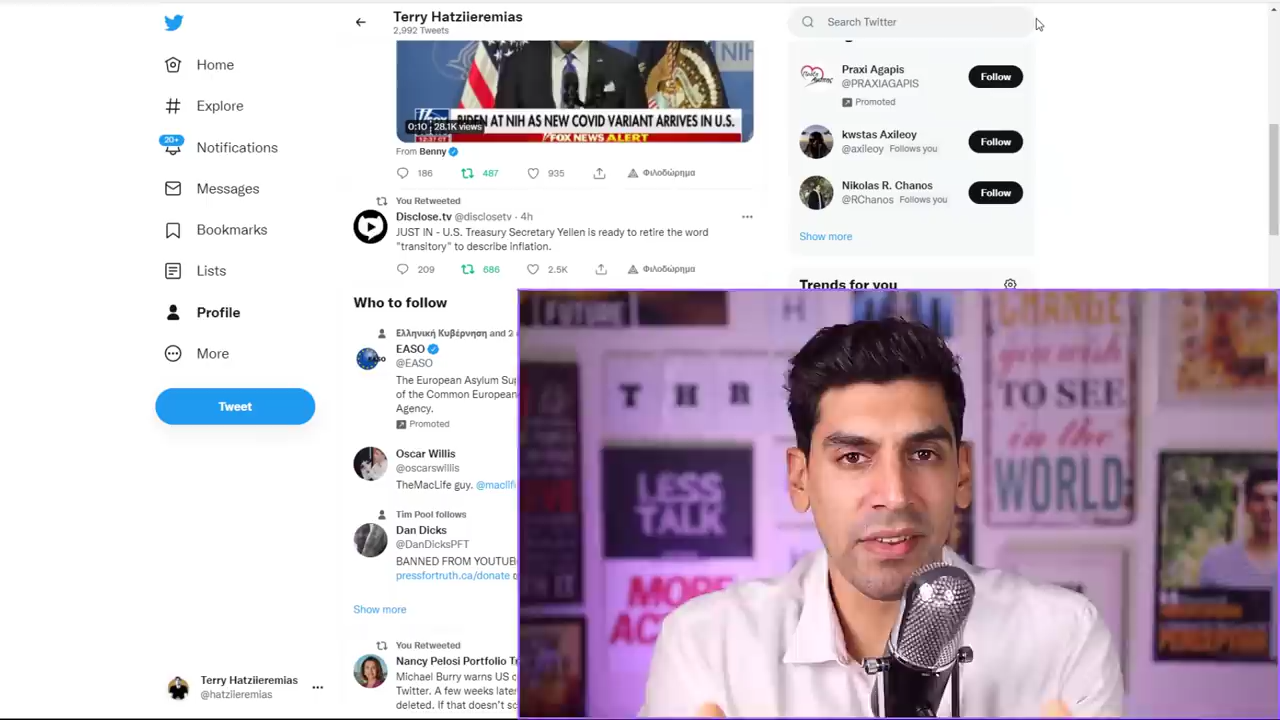 Home
Explore
20+
Notifications
Messages
Bookmarks
Lists
Profile
More
Tweet
Terry Hatziieremias
@hatziieremias
Terry Hatziieremias
2,992 Tweets
NIH
BIDEN AT NIH AS NEW COVID VARIANT ARRIVES IN U.S.
0:10 28.1K views
FOX NEWS ALERT
From Benny
186
487
935
Φιλοδώρημα
You Retweeted
Disclose.tv @disclosetv · 4h
JUST IN - U.S. Treasury Secretary Yellen is ready to retire the word
"transitory" to describe inflation.
209
686
2.5K
Φιλοδώρημα
Who to follow
Ελληνική Κυβέρνηση and 2
EASO
@EASO
The European Asylum Su
of the Common European
Agency.
Promoted
Oscar Willis
@oscarswillis
TheMacLife guy.
Tim Pool follows
Dan Dicks
@DanDicksPFT
BANNED FROM YOUTUB
pressfortruth.ca/donate
Show more
You Retweeted
Nancy Pelosi Portfolio Tr
Michael Burry warns US
Twitter. A few weeks later
deleted. If that doesn't s
Search Twitter
Praxi Agapis
@PRAXIAGAPIS
Promoted
Follow
kwstas Axileoy
@axileoy Follows you
Follow
Nikolas R. Chanos
@RChanos Follows you
Follow
Show more
Trends for you
FUTURE
H
T H R
LESS
TALK
MORE
CHANGE
you wish
TO SEE
in the
WORLD